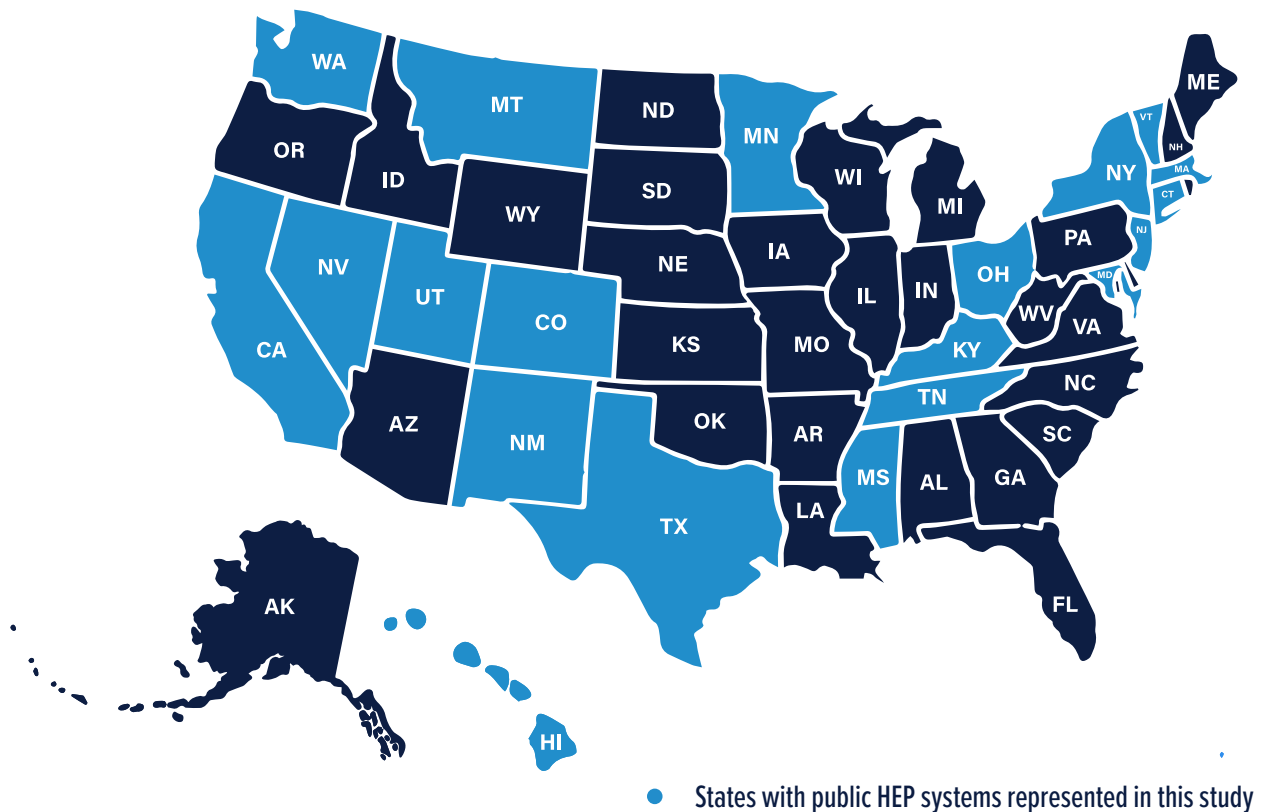 WA
MT
ND
MN
ME
OR
ID
SD
WI
VT
NH
NY
MA
CT
WY
MI
IA
PA
NJ
NE
NV
UT
CO
IL
IN
OH
MD
WV
VA
CA
KS
MO
KY
NC
TN
AZ
NM
OK
AR
SC
MS
AL
GA
TX
LA
FL
AK
HI
States with public HEP systems represented in this study